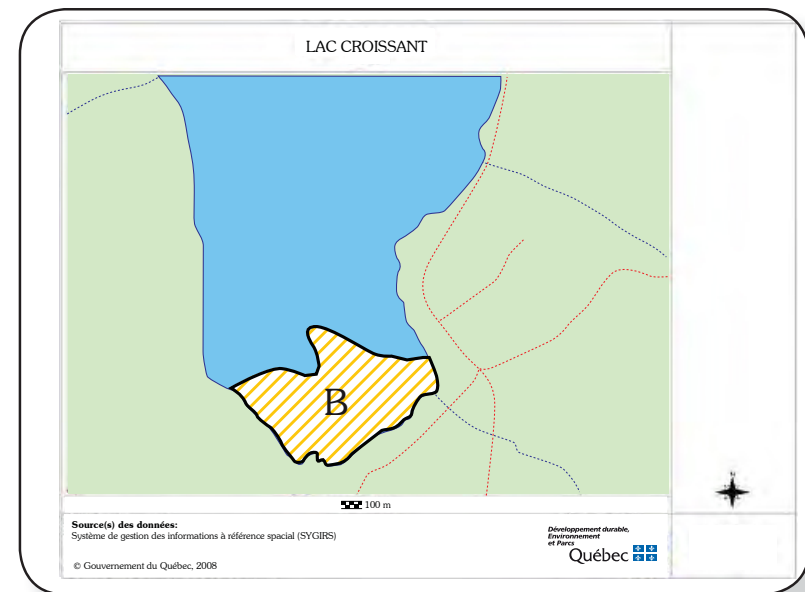 LAC CROISSANT
B
N
100 m
Source(s) des données:
Système de gestion des informations à référence spacial (SYGIRS)
© Gouvernement du Québec, 2008
Développement durable,
Environnement
et Parcs
Québec